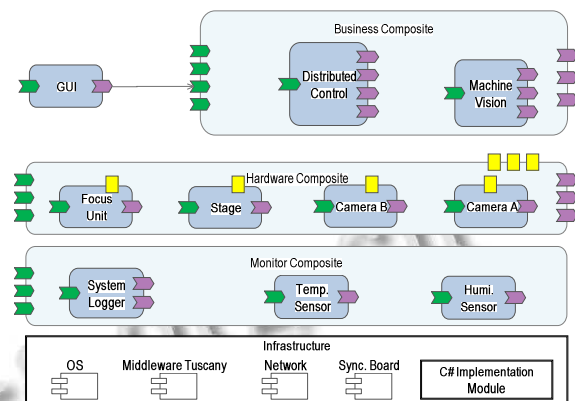 Business Composite
GUI
Distributed
Control
Machine
Vision
Hardware Composite
Focus
Unit
Stage
Camera B
Camera A
Monitor Composite
System
Logger
Temp.
Sensor
Humi.
Sensor
Infrastructure
OS
Middleware Tuscany
Network
Sync. Board
C# Implementation
Module